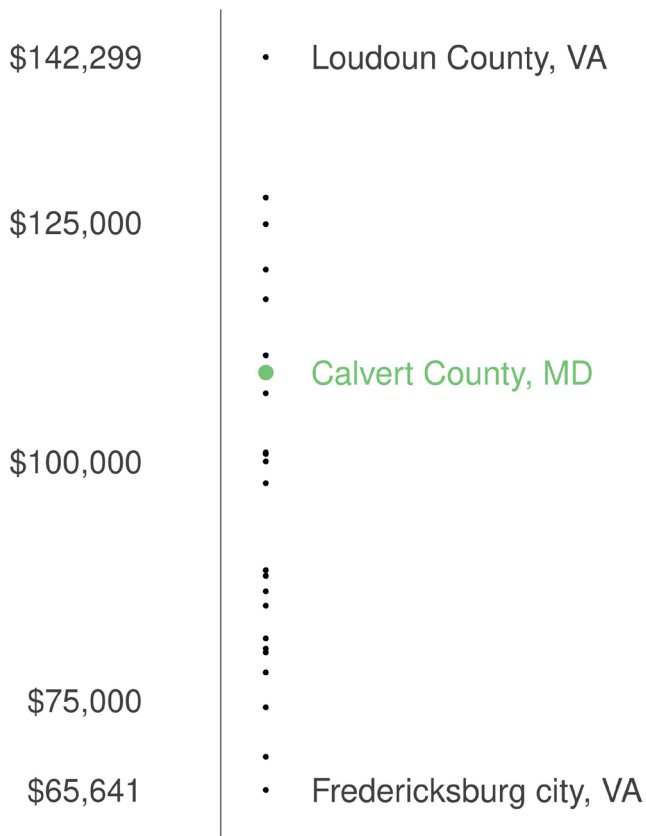 $142,299 Loudoun County, VA
$125,000
Calvert County, MD
$100,000
$75,000
$65,641 Fredericksburg city, VA